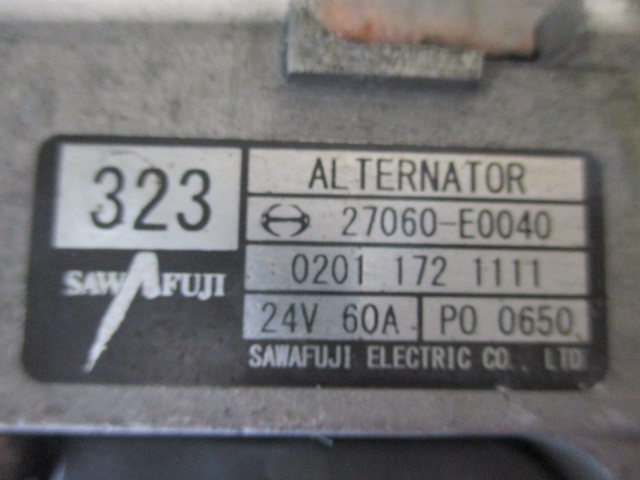 323
SAWAFUJI
ALTERNATOR
27060-E0040
0201 172 1111
24V 60A
PO 0650
SAWAFUJI ELECTRIC CO., LTD